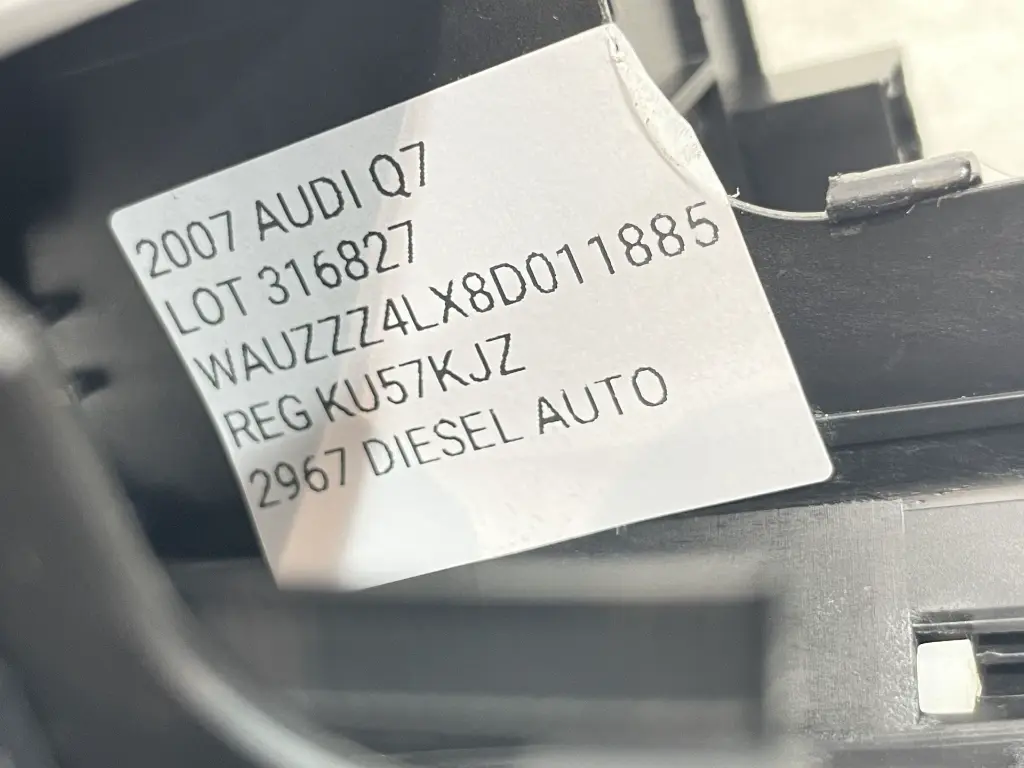 2007 AUDI Q7
LOT 316827
WAUZZZ4LX8D011885
REG KU57KJZ
2967 DIESEL AUTO